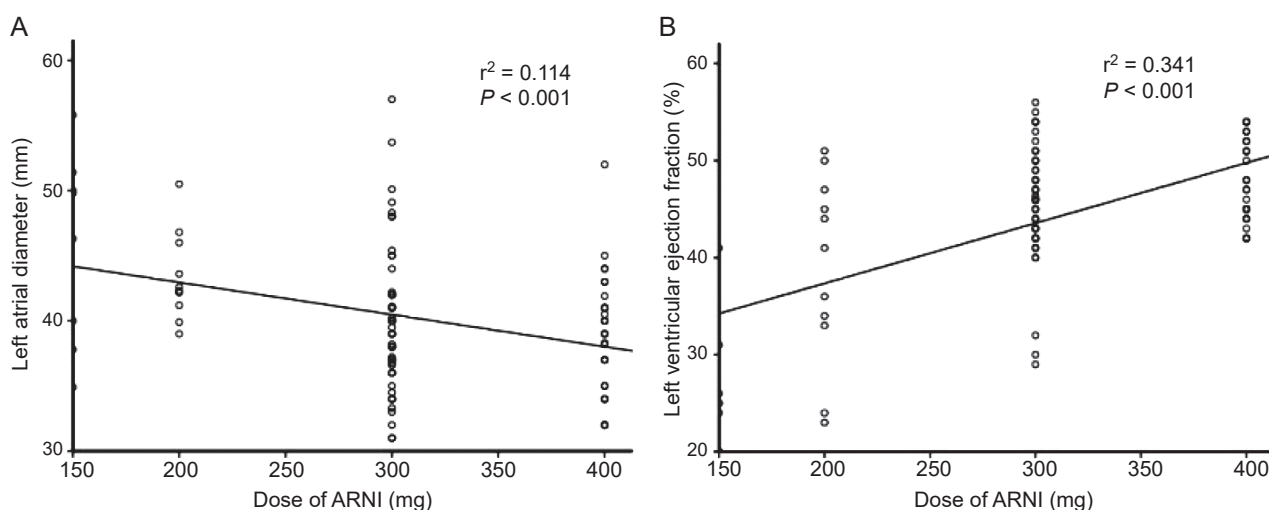 A
r² = 0.114
P < 0.001
Left atrial diameter (mm)
60
50
40
30
150 200 250 300 350 400
Dose of ARNI (mg)
B
r² = 0.341
P < 0.001
Left ventricular ejection fraction (%)
60
50
40
30
20
150 200 250 300 350 400
Dose of ARNI (mg)